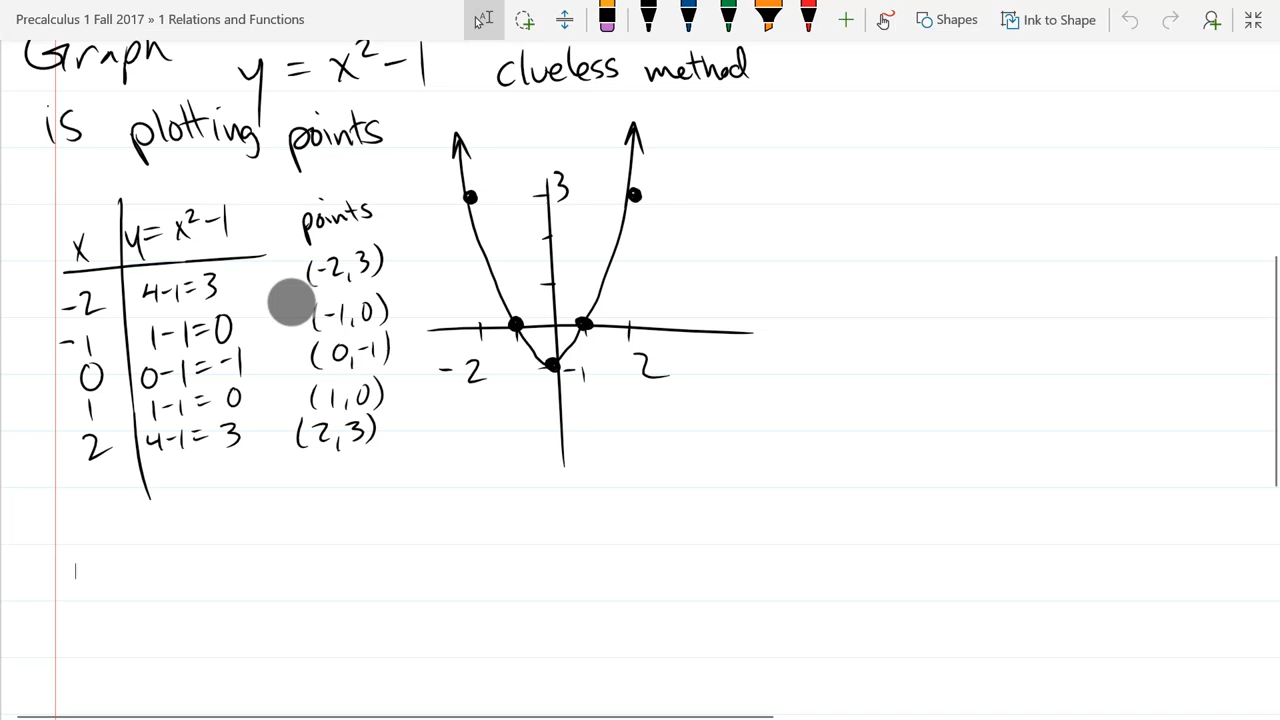 Precalculus 1 Fall 2017 » 1 Relations and Functions
Shapes
Ink to Shape
Graph y = x²-1 clueless method
is plotting points
x y = x²-1 points
-2 4-1=3 (-2,3)
-1 1-1=0 (-1,0)
0 0-1=-1 (0,-1)
1 1-1=0 (1,0)
2 4-1=3 (2,3)
3
-2 -1 2